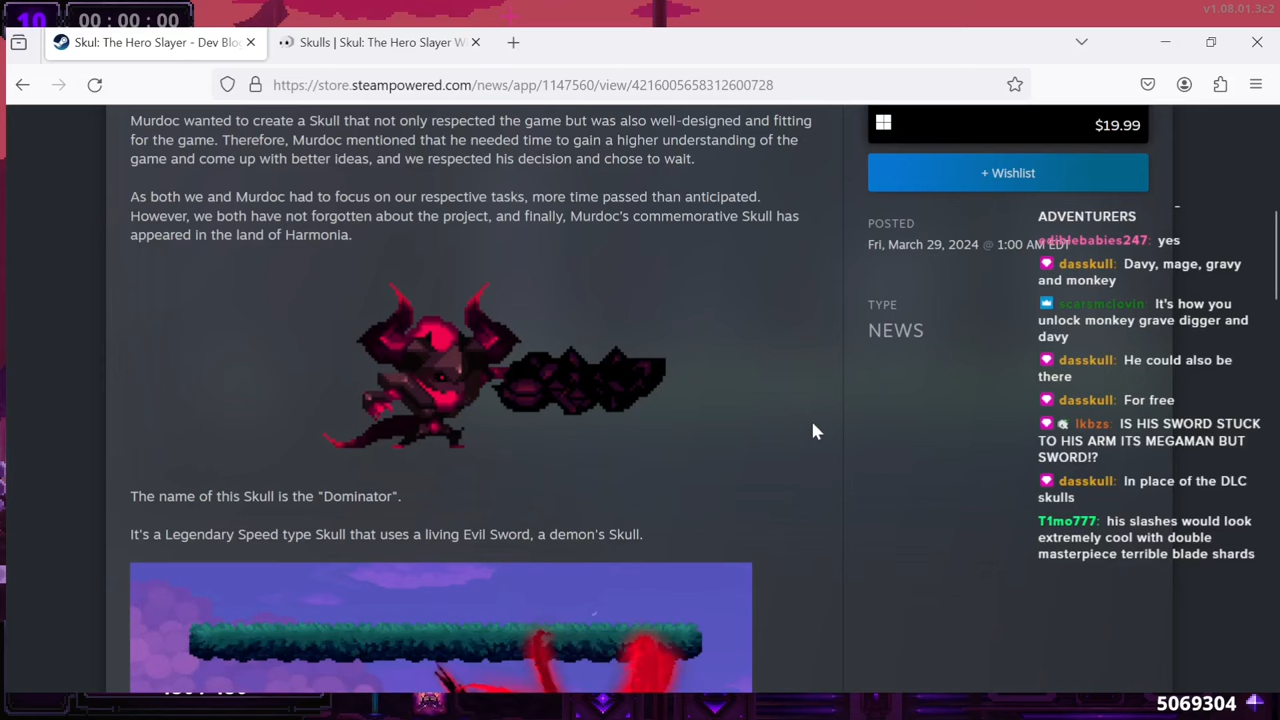 10
00:00:00
v1.08.01.3c2
Skul: The Hero Slayer - Dev Blo
Skulls | Skul: The Hero Slayer W
https://store.steampowered.com/news/app/1147560/view/4216005658312600728
Murdoc wanted to create a Skull that not only respected the game but was also well-designed and fitting
for the game. Therefore, Murdoc mentioned that he needed time to gain a higher understanding of the
game and come up with better ideas, and we respected his decision and chose to wait.
As both we and Murdoc had to focus on our respective tasks, more time passed than anticipated.
However, we both have not forgotten about the project, and finally, Murdoc's commemorative Skull has
appeared in the land of Harmonia.
The name of this Skull is the "Dominator".
It's a Legendary Speed type Skull that uses a living Evil Sword, a demon's Skull.
$19.99
+ Wishlist
POSTED
Fri, March 29, 2024 @ 1:00 AM EDT
TYPE
NEWS
ADVENTURERS
ediblebabies247: yes
dasskull: Davy, mage, gravy
and monkey
scarsmclovin: It's how you
unlock monkey grave digger and
davy
dasskull: He could also be
there
dasskull: For free
lkbzs: IS HIS SWORD STUCK
TO HIS ARM ITS MEGAMAN BUT
SWORD!?
dasskull: In place of the DLC
skulls
T1mo777: his slashes would look
extremely cool with double
masterpiece terrible blade shards
5069304